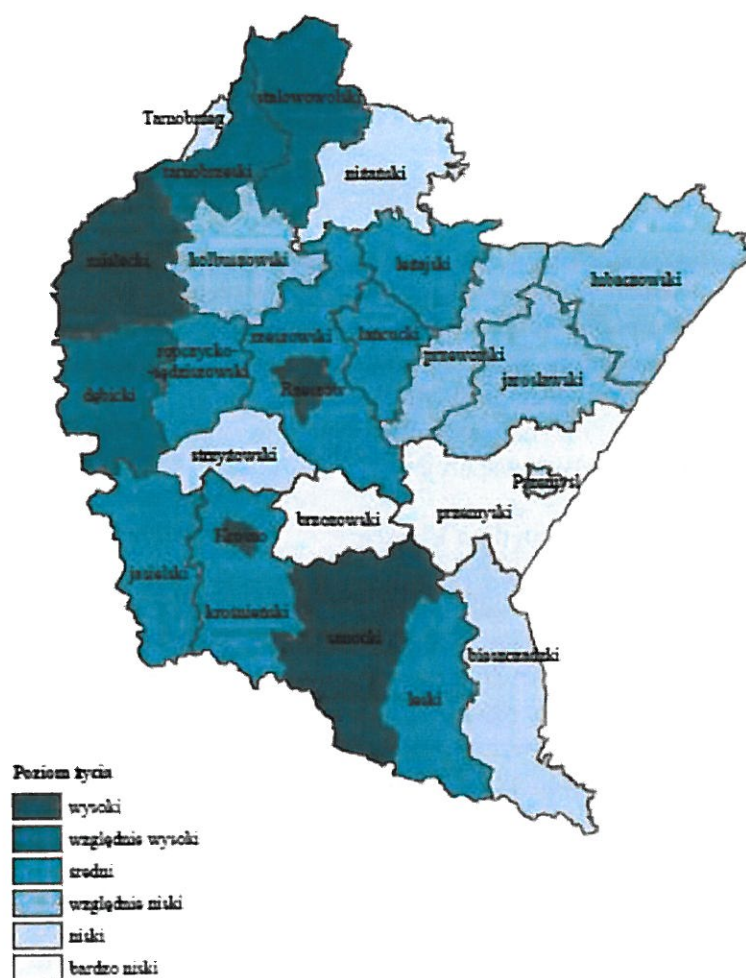 stalowowolski
Tarnobrzeg
tarnobrzeski
niżański
mielecki
kolbuszowski
leżajski
lubaczowski
ropczycko-
sędziszowski
rzeszowski
łańcucki
przeworski
jarosławski
dębicki
Rzeszów
strzyżowski
Przemyśl
brzozowski
przemyski
Krosno
jasielski
krośnieński
sanocki
bieszczadzki
leski
Poziom życia
wysoki
względnie wysoki
średni
względnie niski
niski
bardzo niski